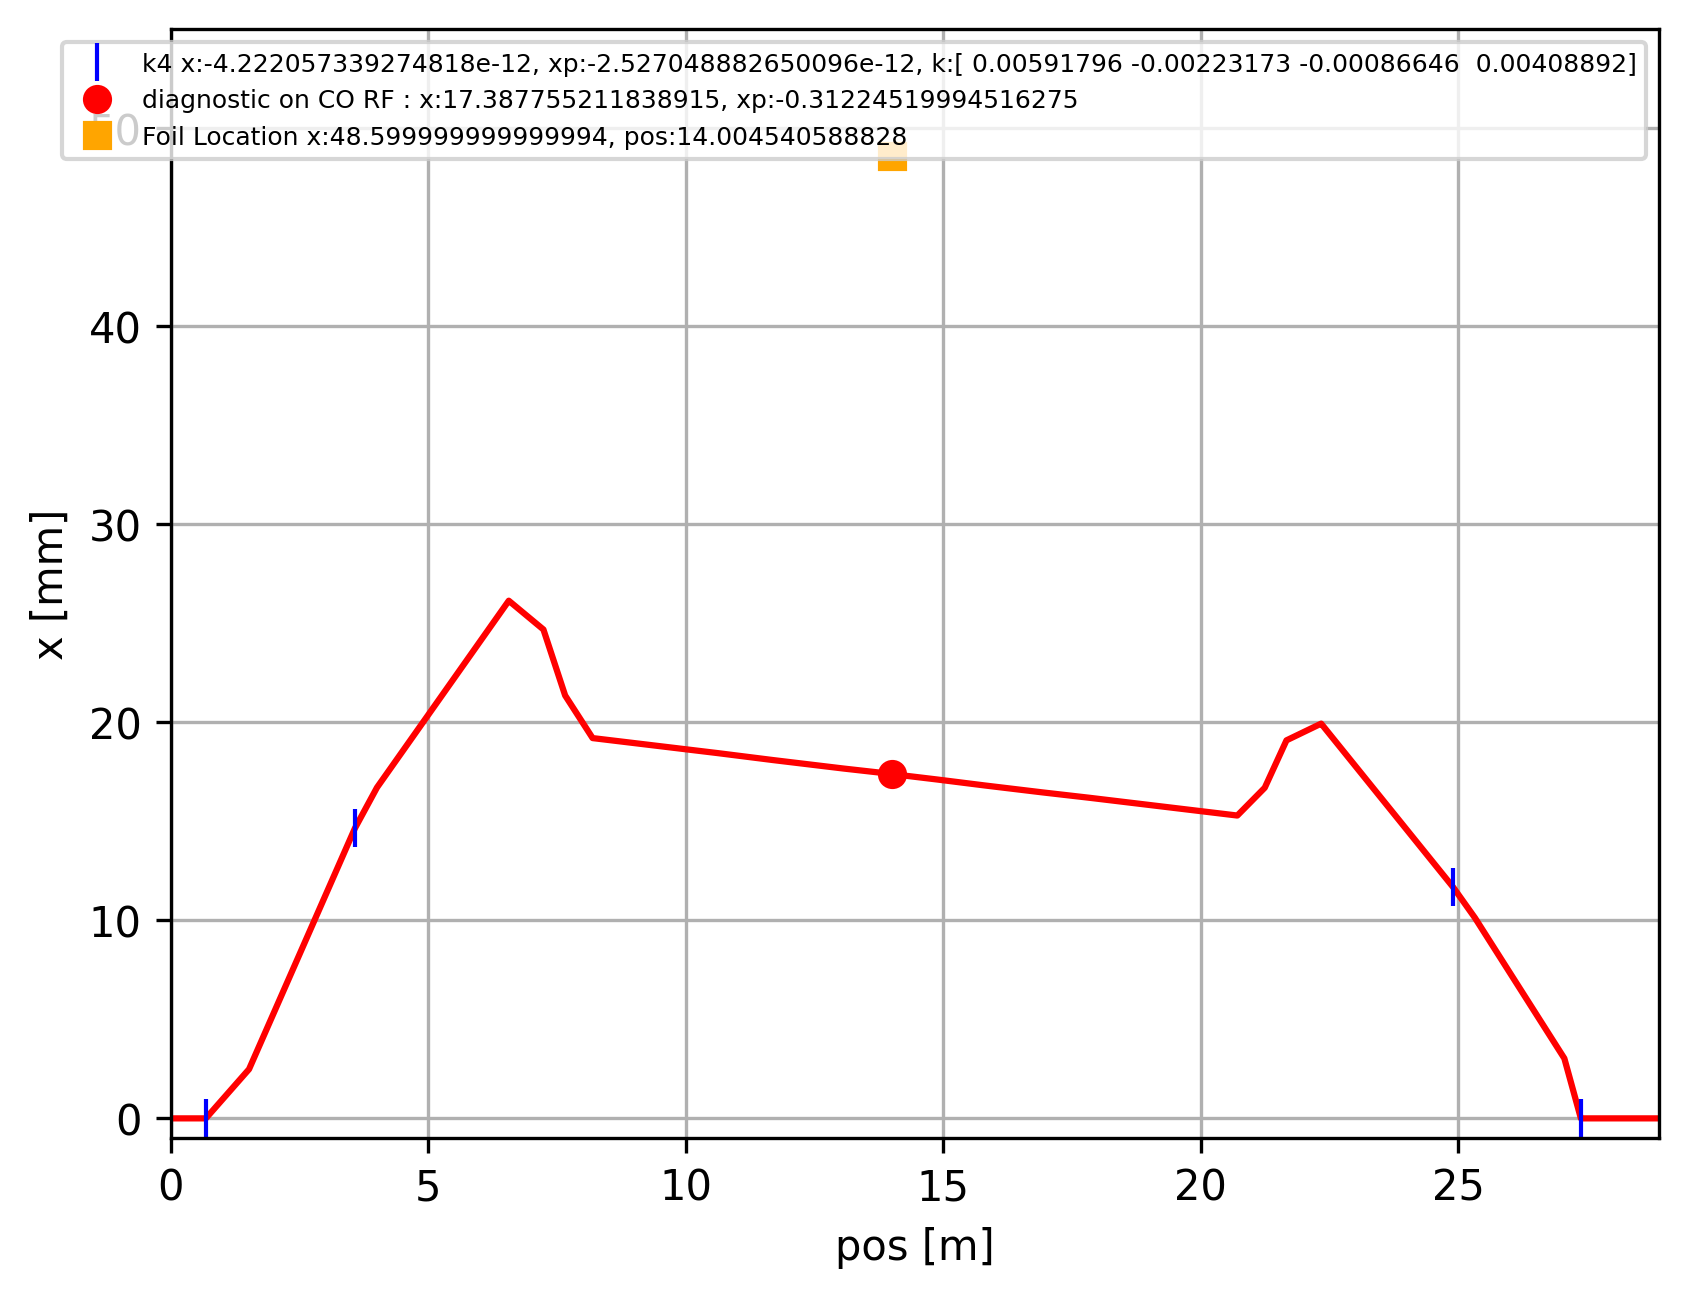 k4 x:-4.222057339274818e-12, xp:-2.527048882650096e-12, k:[ 0.00591796 -0.00223173 -0.00086646  0.00408892]
diagnostic on CO RF : x:17.387755211838915, xp:-0.31224519994516275
Foil Location x:48.599999999999994, pos:14.004540588828
50
40
30
20
10
0
x [mm]
0 5 10 15 20 25
pos [m]